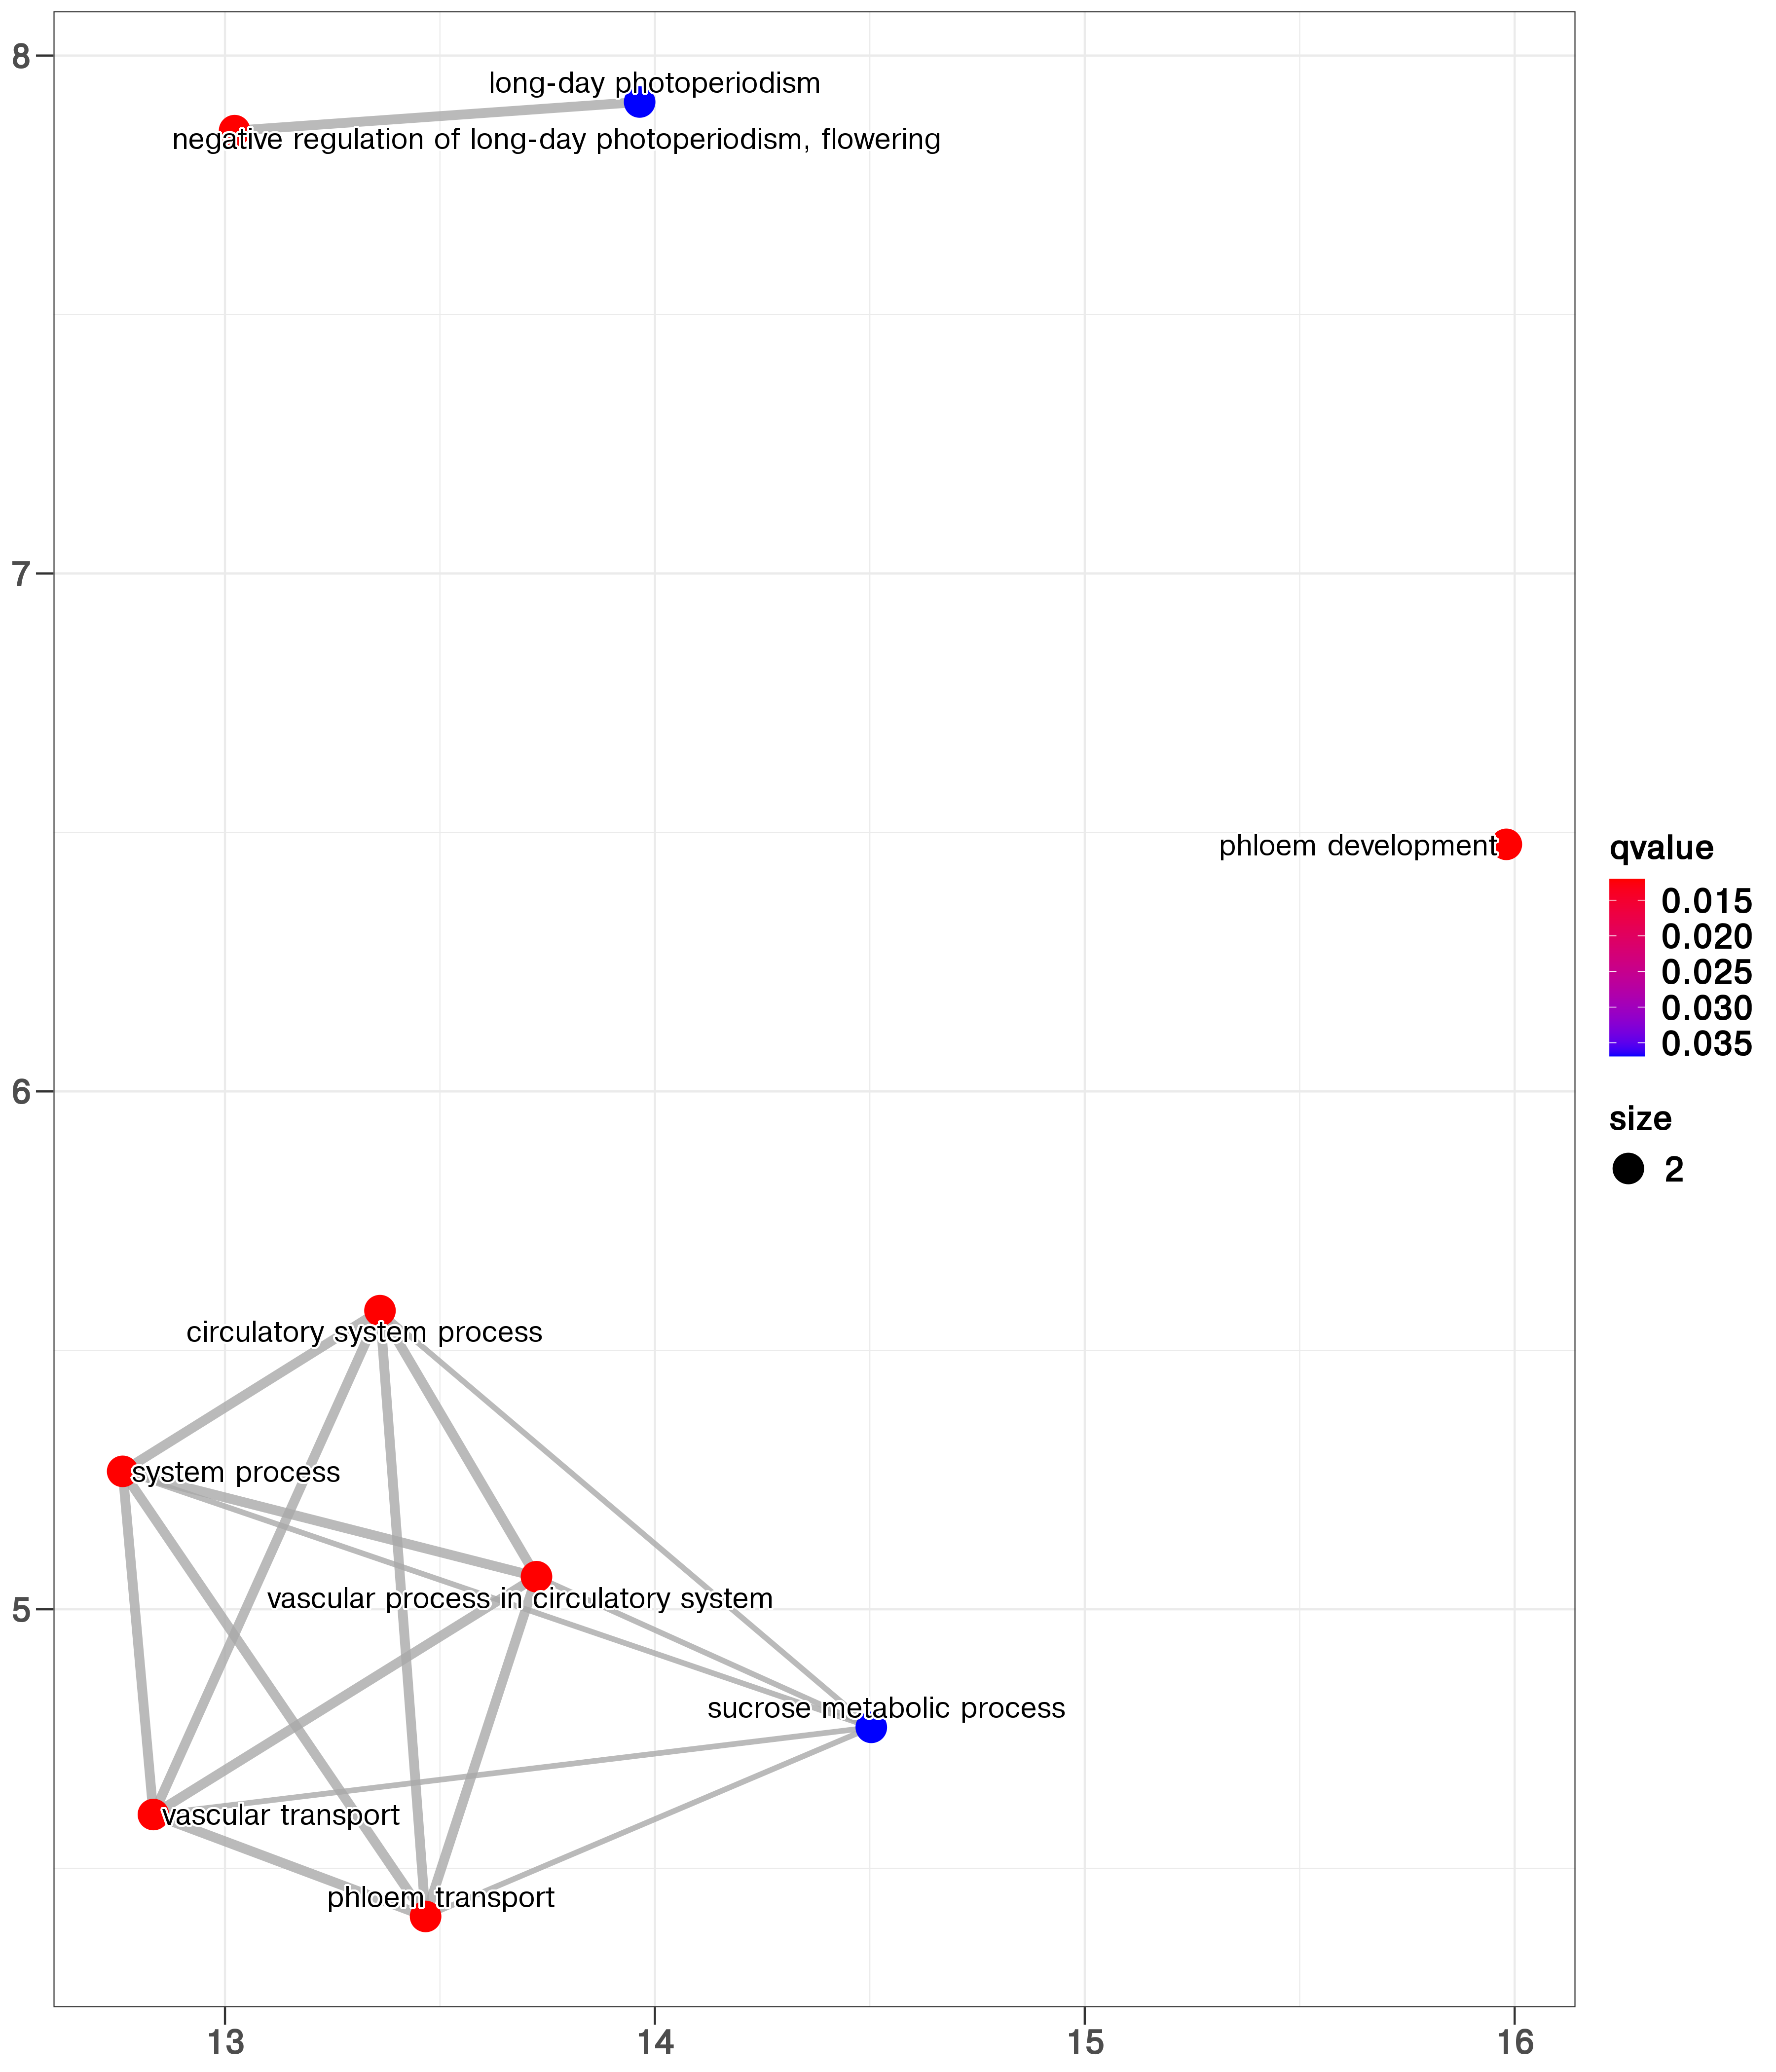 8
long-day photoperiodism
negative regulation of long-day photoperiodism, flowering
7
phloem development
qvalue
0.015
0.020
0.025
0.030
0.035
6
size
2
circulatory system process
system process
vascular process in circulatory system
5
sucrose metabolic process
vascular transport
phloem transport
13 14 15 16